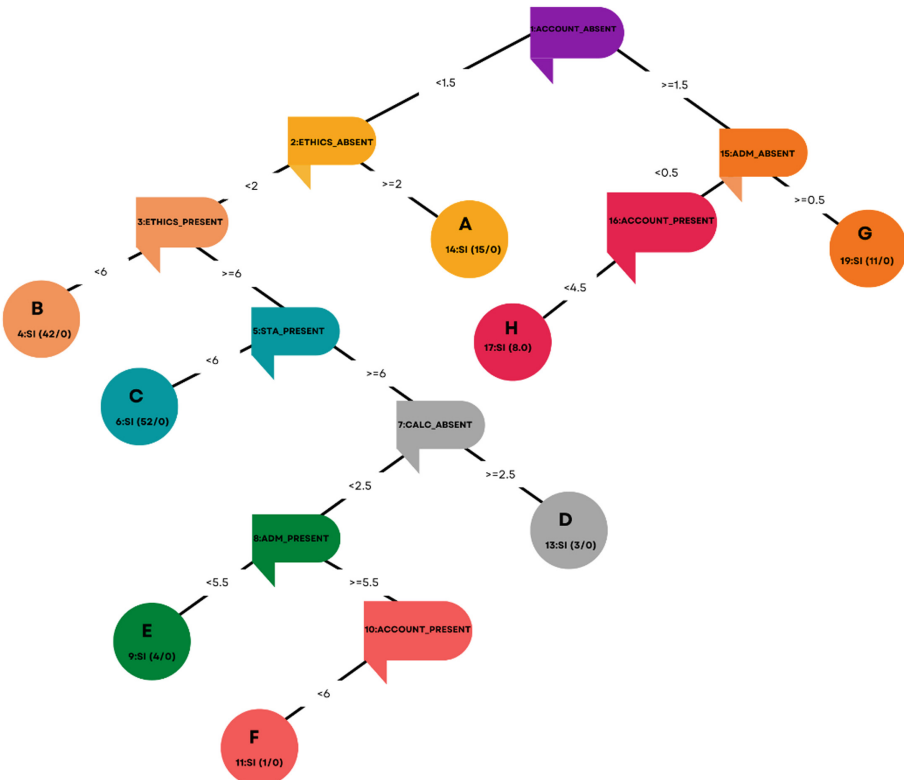 1:ACCOUNT_ABSENT
<1.5
>=1.5
2:ETHICS_ABSENT
15:ADM_ABSENT
<2
>=2
<0.5
>=0.5
3:ETHICS_PRESENT
A
14:SI (15/0)
16:ACCOUNT_PRESENT
G
19:SI (11/0)
<6
>=6
<4.5
B
4:SI (42/0)
5:STA_PRESENT
H
17:SI (8.0)
<6
>=6
C
6:SI (52/0)
7:CALC_ABSENT
<2.5
>=2.5
8:ADM_PRESENT
D
13:SI (3/0)
<5.5
>=5.5
E
9:SI (4/0)
10:ACCOUNT_PRESENT
<6
F
11:SI (1/0)